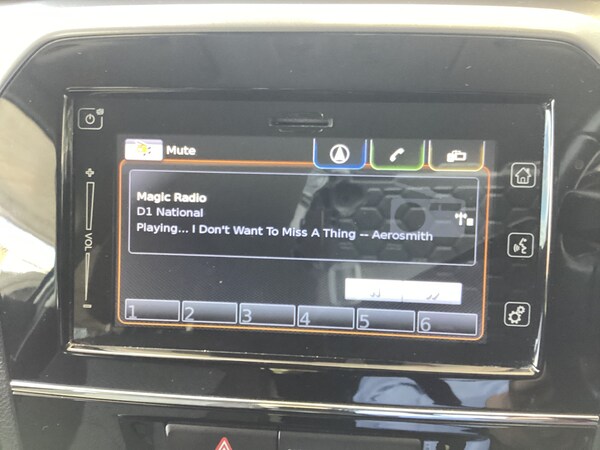 Mute
Magic Radio
D1 National
Playing... I Don't Want To Miss A Thing -- Aerosmith
+
VOL
-
1 2 3 4 5 6